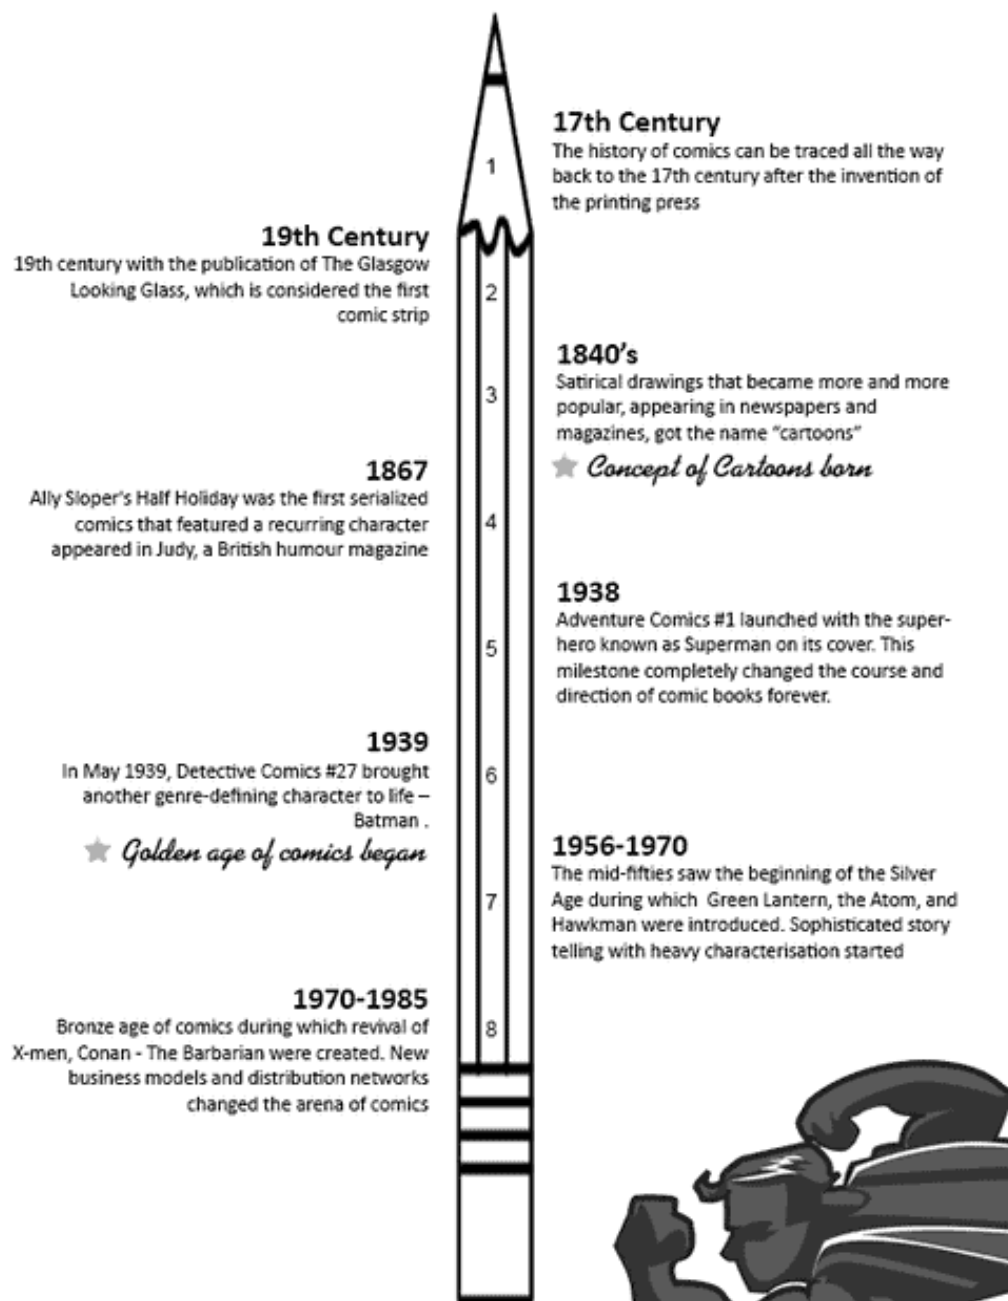 1
17th Century
The history of comics can be traced all the way
back to the 17th century after the invention of
the printing press
19th Century
19th century with the publication of The Glasgow
Looking Glass, which is considered the first
comic strip
2
1840's
Satirical drawings that became more and more
popular, appearing in newspapers and
magazines, got the name "cartoons"
Concept of Cartoons born
3
1867
Ally Sloper's Half Holiday was the first serialized
comics that featured a recurring character
appeared in Judy, a British humour magazine
4
1938
Adventure Comics #1 launched with the super-
hero known as Superman on its cover. This
milestone completely changed the course and
direction of comic books forever.
5
1939
In May 1939, Detective Comics #27 brought
another genre-defining character to life –
Batman .
Golden age of comics began
6
1956-1970
The mid-fifties saw the beginning of the Silver
Age during which Green Lantern, the Atom, and
Hawkman were introduced. Sophisticated story
telling with heavy characterisation started
7
1970-1985
Bronze age of comics during which revival of
X-men, Conan - The Barbarian were created. New
business models and distribution networks
changed the arena of comics
8